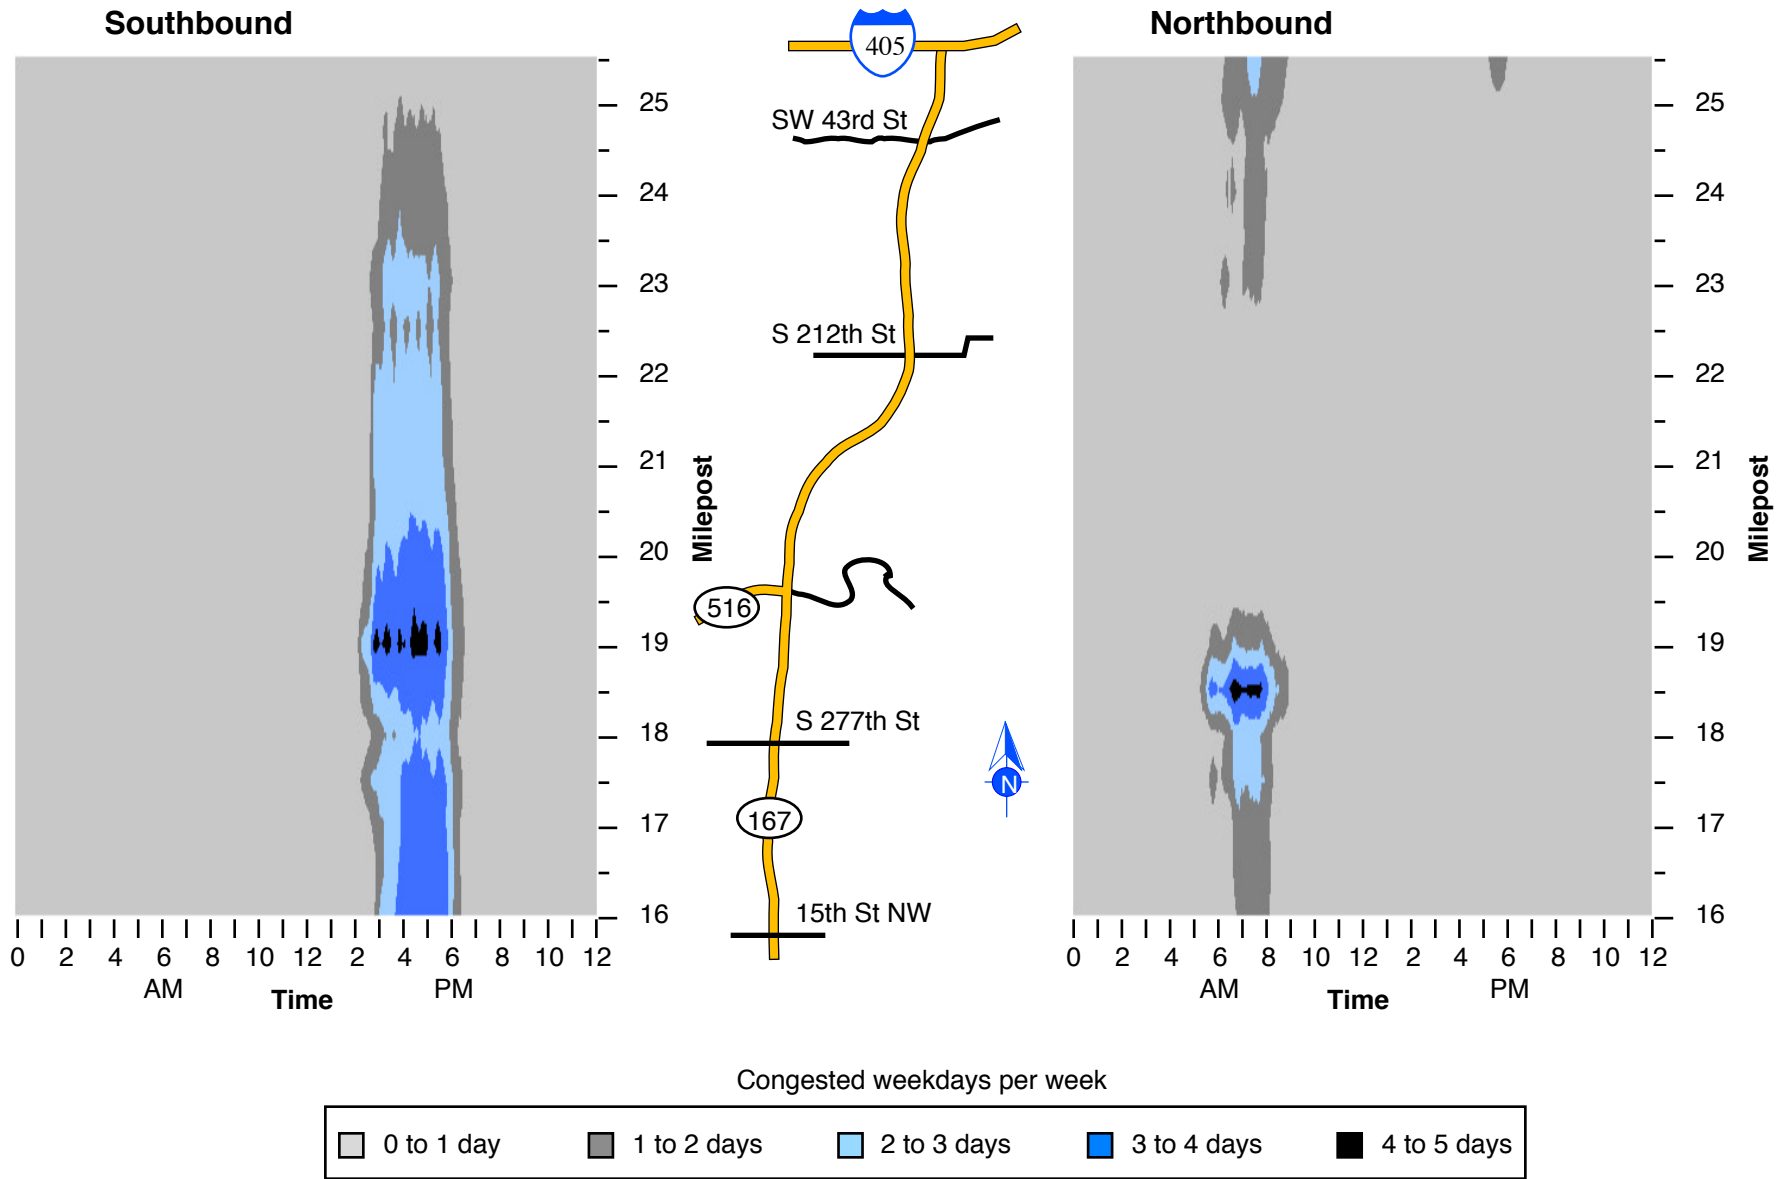 Southbound
Northbound
405
SW 43rd St
S 212th St
516
S 277th St
N
167
15th St NW
25
24
23
22
21
20
19
18
17
16
Milepost
25
24
23
22
21
20
19
18
17
16
Milepost
0 2 4 6 8 10 12 2 4 6 8 10 12
AM PM
Time
0 2 4 6 8 10 12 2 4 6 8 10 12
AM PM
Time
Congested weekdays per week
0 to 1 day 1 to 2 days 2 to 3 days 3 to 4 days 4 to 5 days